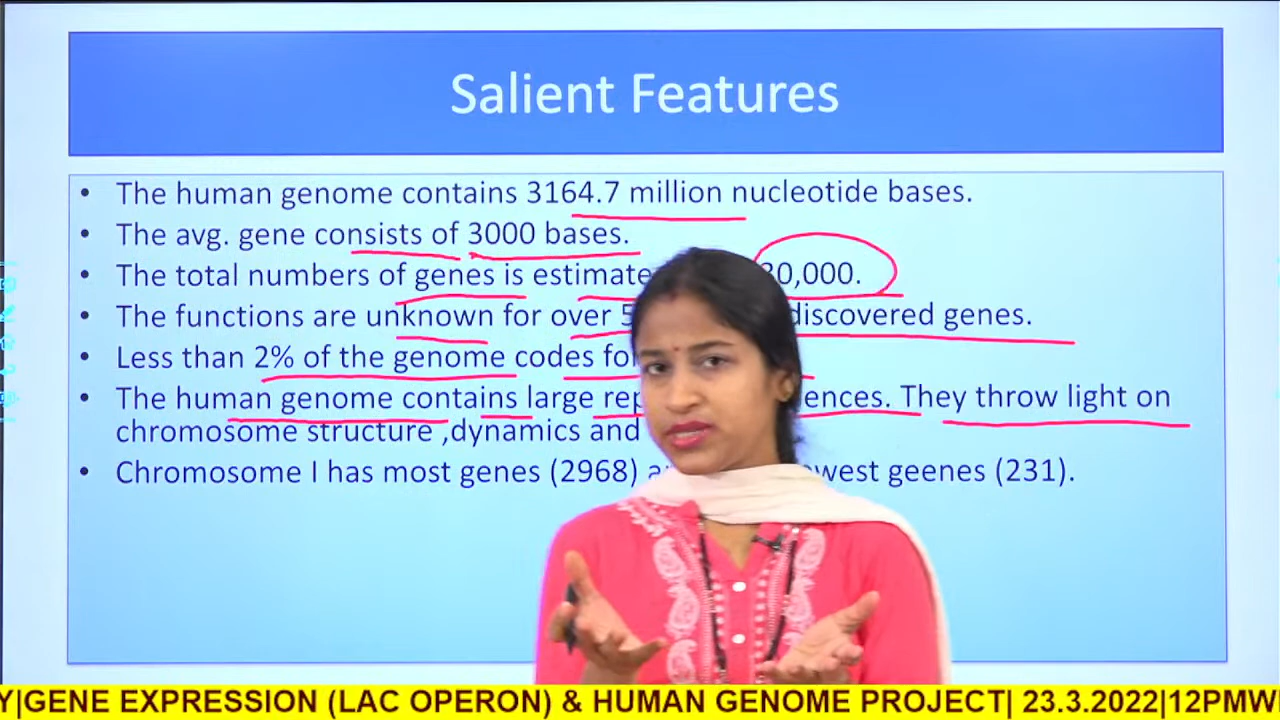 Salient Features
• The human genome contains 3164.7 million nucleotide bases.
• The avg. gene consists of 3000 bases.
• The total numbers of genes is estimate 30,000.
• The functions are unknown for over 5 discovered genes.
• Less than 2% of the genome codes fo
• The human genome contains large rep ences. They throw light on
chromosome structure ,dynamics and
• Chromosome I has most genes (2968) a west geenes (231).
Y|GENE EXPRESSION (LAC OPERON) & HUMAN GENOME PROJECT| 23.3.2022|12PMW